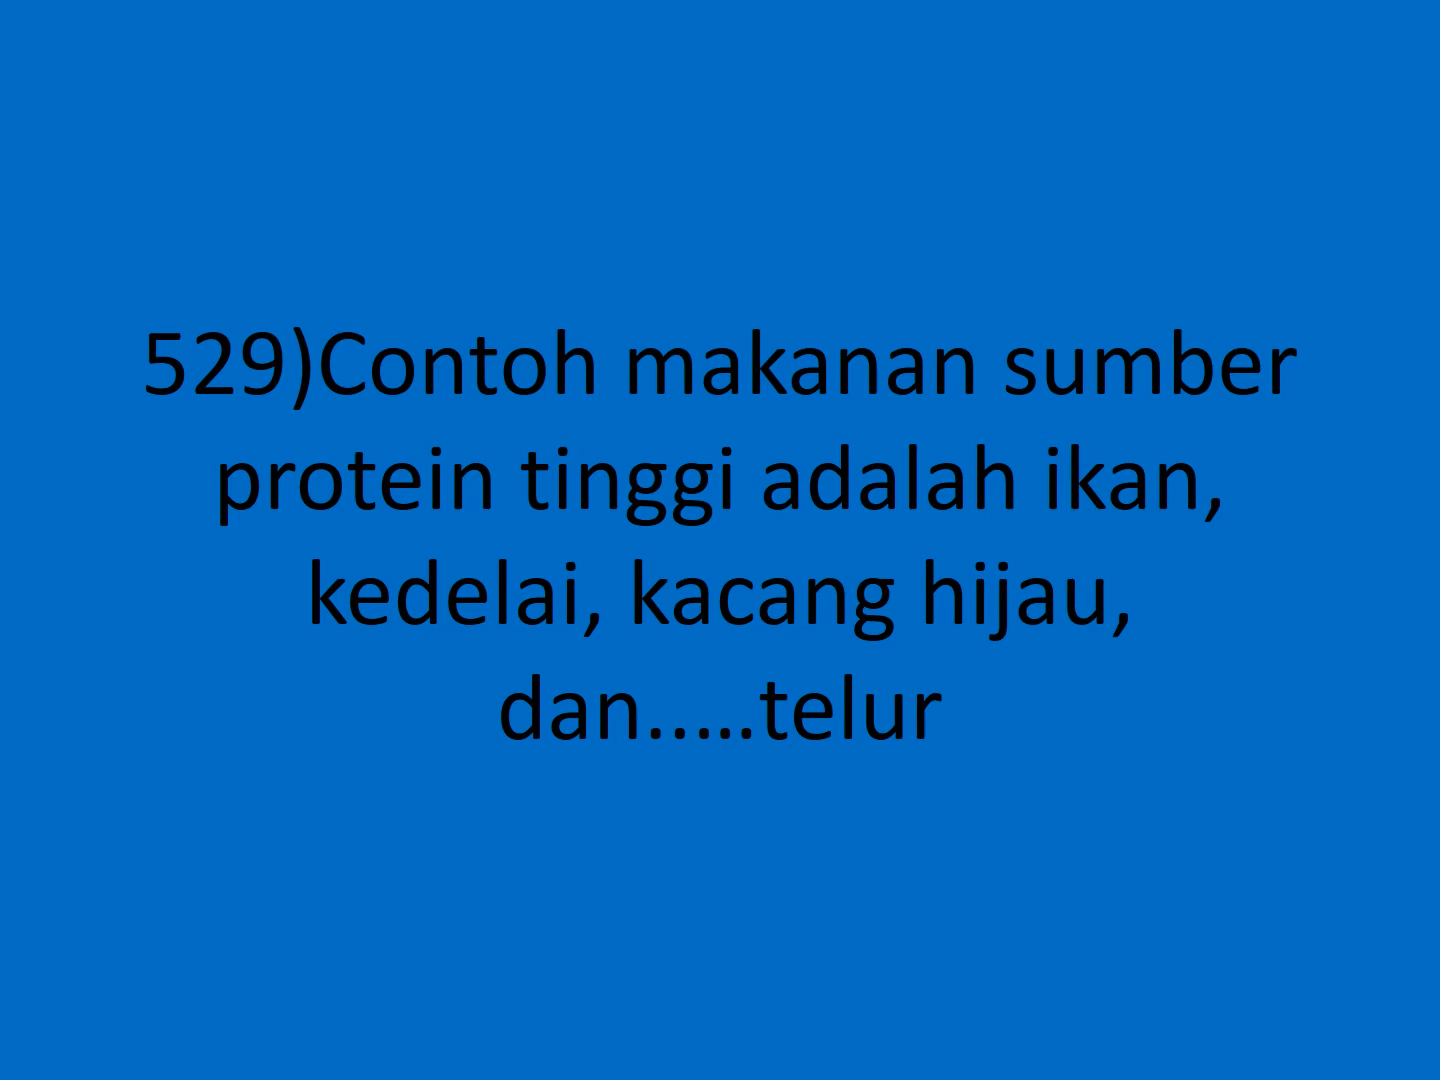 529)Contoh makanan sumber
protein tinggi adalah ikan,
kedelai, kacang hijau,
dan..…telur